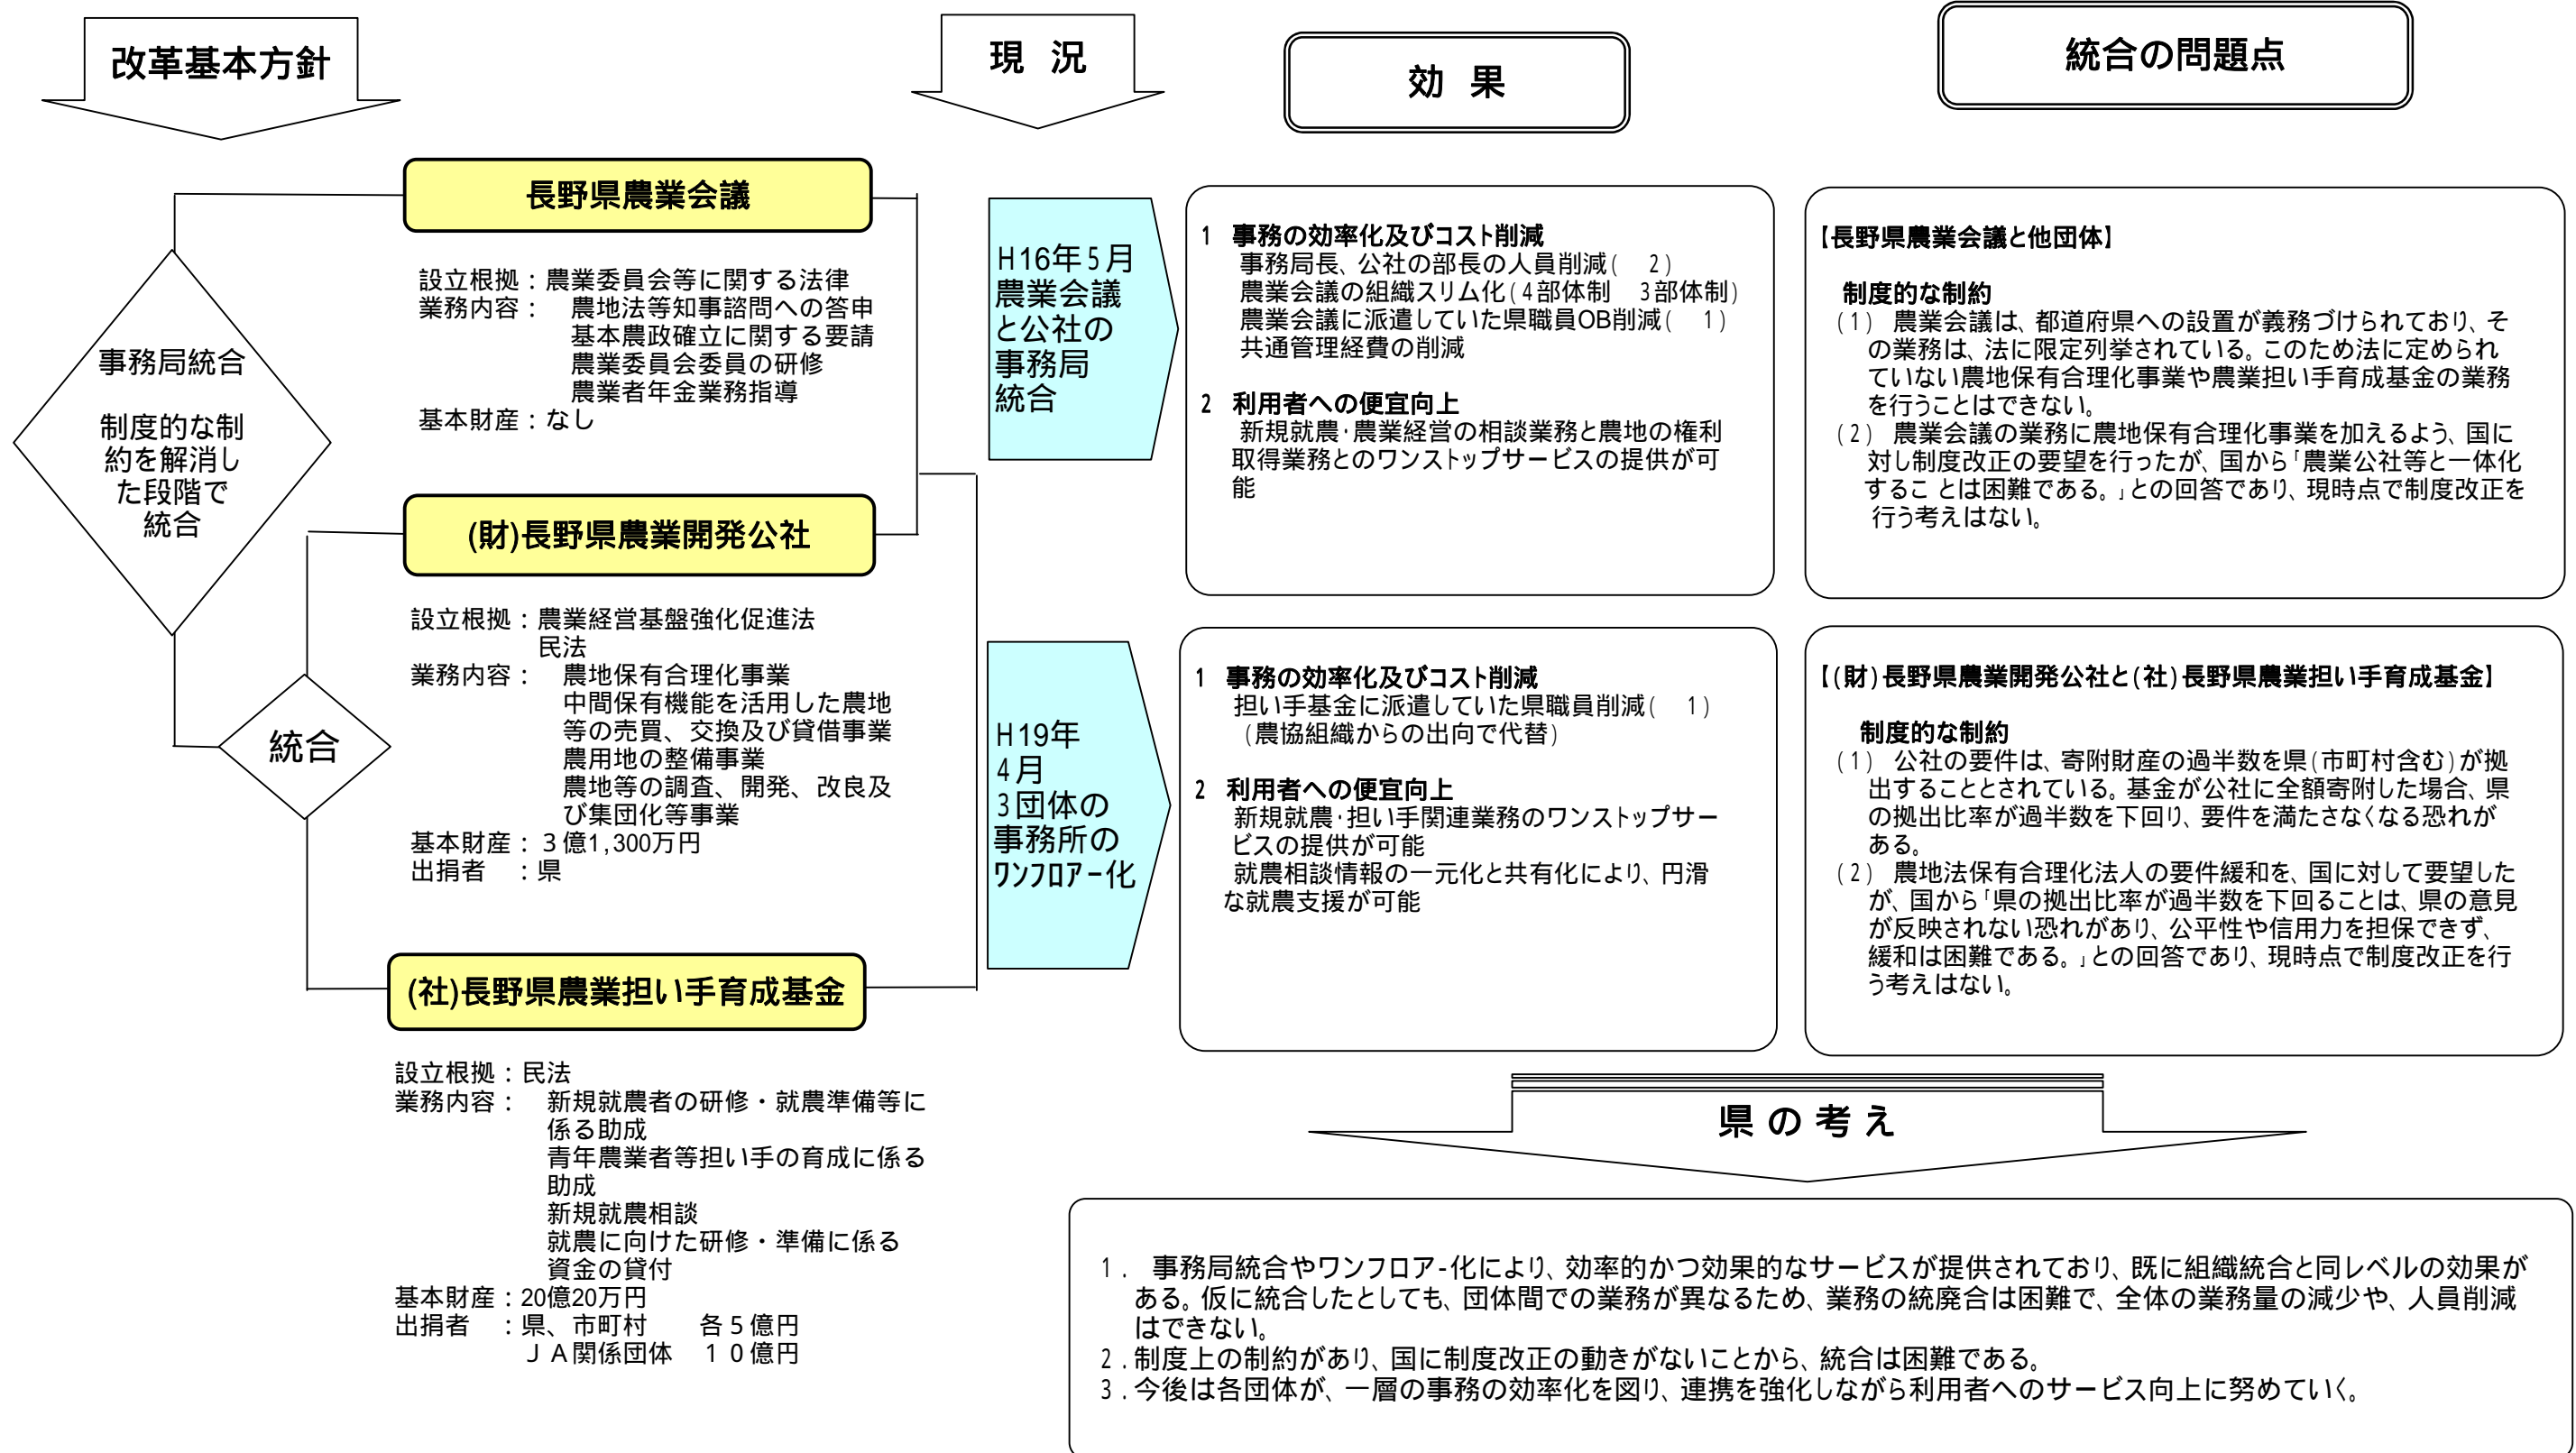 改革基本方針
現 況
効 果
統合の問題点
事務局統合
制度的な制
約を解消し
た段階で
統合
統合
長野県農業会議
設立根拠：農業委員会等に関する法律
業務内容： 農地法等知事諮問への答申
基本農政確立に関する要請
農業委員会委員の研修
農業者年金業務指導
基本財産：なし
(財)長野県農業開発公社
設立根拠：農業経営基盤強化促進法
民法
業務内容： 農地保有合理化事業
中間保有機能を活用した農地
等の売買、交換及び貸借事業
農用地の整備事業
農地等の調査、開発、改良及
び集団化等事業
基本財産：３億1,300万円
出捐者 ：県
(社)長野県農業担い手育成基金
設立根拠：民法
業務内容： 新規就農者の研修・就農準備等に
係る助成
青年農業者等担い手の育成に係る
助成
新規就農相談
就農に向けた研修・準備に係る
資金の貸付
基本財産：20億20万円
出捐者 ：県、市町村 各５億円
ＪＡ関係団体 １０億円
H16年5月
農業会議
と公社の
事務局
統合
1 事務の効率化及びコスト削減
事務局長、公社の部長の人員削減( 2)
農業会議の組織スリム化(4部体制 3部体制)
農業会議に派遣していた県職員OB削減( 1)
共通管理経費の削減
2 利用者への便宜向上
新規就農・農業経営の相談業務と農地の権利
取得業務とのワンストップサービスの提供が可
能
【長野県農業会議と他団体】
制度的な制約
(1) 農業会議は、都道府県への設置が義務づけられており、そ
の業務は、法に限定列挙されている。このため法に定められ
ていない農地保有合理化事業や農業担い手育成基金の業務
を行うことはできない。
(2) 農業会議の業務に農地保有合理化事業を加えるよう、国に
対し制度改正の要望を行ったが、国から「農業公社等と一体化
するこ とは困難である。」との回答であり、現時点で制度改正を
行う考えはない。
H19年
4月
3団体の
事務所の
ワンフロアー化
1 事務の効率化及びコスト削減
担い手基金に派遣していた県職員削減( 1)
(農協組織からの出向で代替)
2 利用者への便宜向上
新規就農・担い手関連業務のワンストップサー
ビスの提供が可能
就農相談情報の一元化と共有化により、円滑
な就農支援が可能
【(財)長野県農業開発公社と(社)長野県農業担い手育成基金】
制度的な制約
(1) 公社の要件は、寄附財産の過半数を県(市町村含む)が拠
出することとされている。基金が公社に全額寄附した場合、県
の拠出比率が過半数を下回り、要件を満たさなくなる恐れが
ある。
(2) 農地法保有合理化法人の要件緩和を、国に対して要望した
が、国から「県の拠出比率が過半数を下回ることは、県の意見
が反映されない恐れがあり、公平性や信用力を担保できず、
緩和は困難である。」との回答であり、現時点で制度改正を行
う考えはない。
県 の 考 え
1. 事務局統合やワンフロア-化により、効率的かつ効果的なサービスが提供されており、既に組織統合と同レベルの効果が
ある。仮に統合したとしても、団体間での業務が異なるため、業務の統廃合は困難で、全体の業務量の減少や、人員削減
はできない。
2.制度上の制約があり、国に制度改正の動きがないことから、統合は困難である。
3.今後は各団体が、一層の事務の効率化を図り、連携を強化しながら利用者へのサービス向上に努めていく。